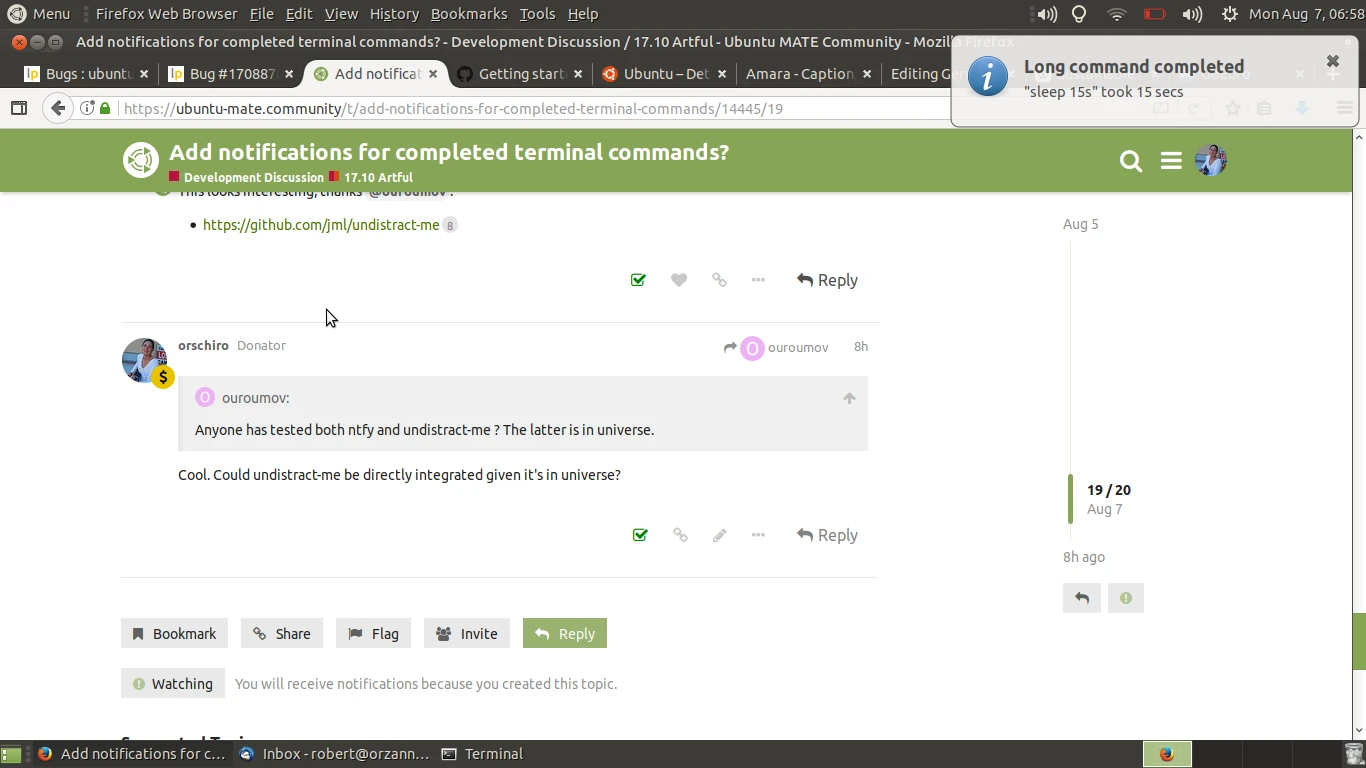 Menu Firefox Web Browser File Edit View History Bookmarks Tools Help Mon Aug 7, 06:58
Add notifications for completed terminal commands? - Development Discussion / 17.10 Artful - Ubuntu MATE Community - Mozilla Firefox
lp Bugs : ubuntu lp Bug #170887 Add notificat Getting start Ubuntu – Det Amara - Caption Editing Ge
Long command completed
"sleep 15s" took 15 secs
https://ubuntu-mate.community/t/add-notifications-for-completed-terminal-commands/14445/19
Add notifications for completed terminal commands?
Development Discussion 17.10 Artful
This looks interesting, thanks @ouroumov !
• https://github.com/jml/undistract-me 8
Aug 5
Reply
orschiro Donator ouroumov 8h
O ouroumov:
Anyone has tested both ntfy and undistract-me ? The latter is in universe.
Cool. Could undistract-me be directly integrated given it's in universe?
19 / 20
Aug 7
Reply
8h ago
Bookmark Share Flag Invite Reply
Watching You will receive notifications because you created this topic.
Add notifications for c... Inbox - robert@orzann... Terminal